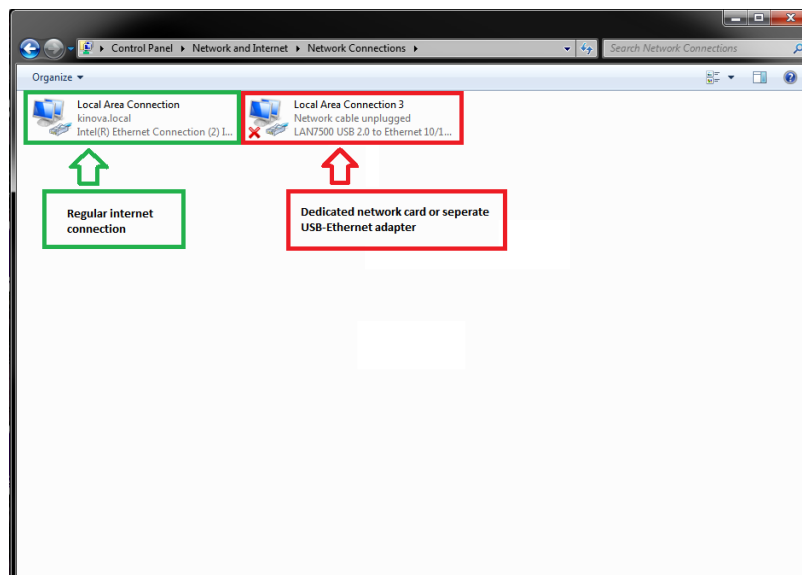 Control Panel ▸ Network and Internet ▸ Network Connections ▸
Search Network Connections
Organize
Local Area Connection
kinova.local
Intel(R) Ethernet Connection (2) I...
Local Area Connection 3
Network cable unplugged
LAN7500 USB 2.0 to Ethernet 10/1...
Regular internet
connection
Dedicated network card or seperate
USB-Ethernet adapter